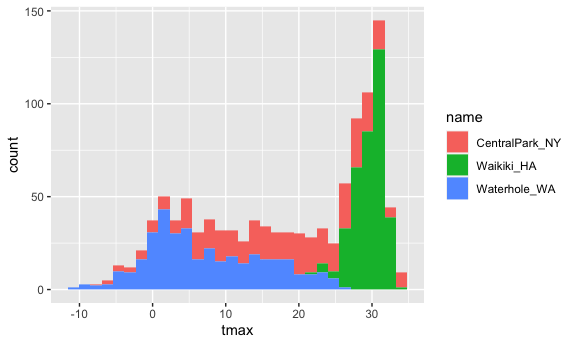 150
100
50
0
count
-10 0 10 20 30
tmax
name
CentralPark_NY
Waikiki_HA
Waterhole_WA